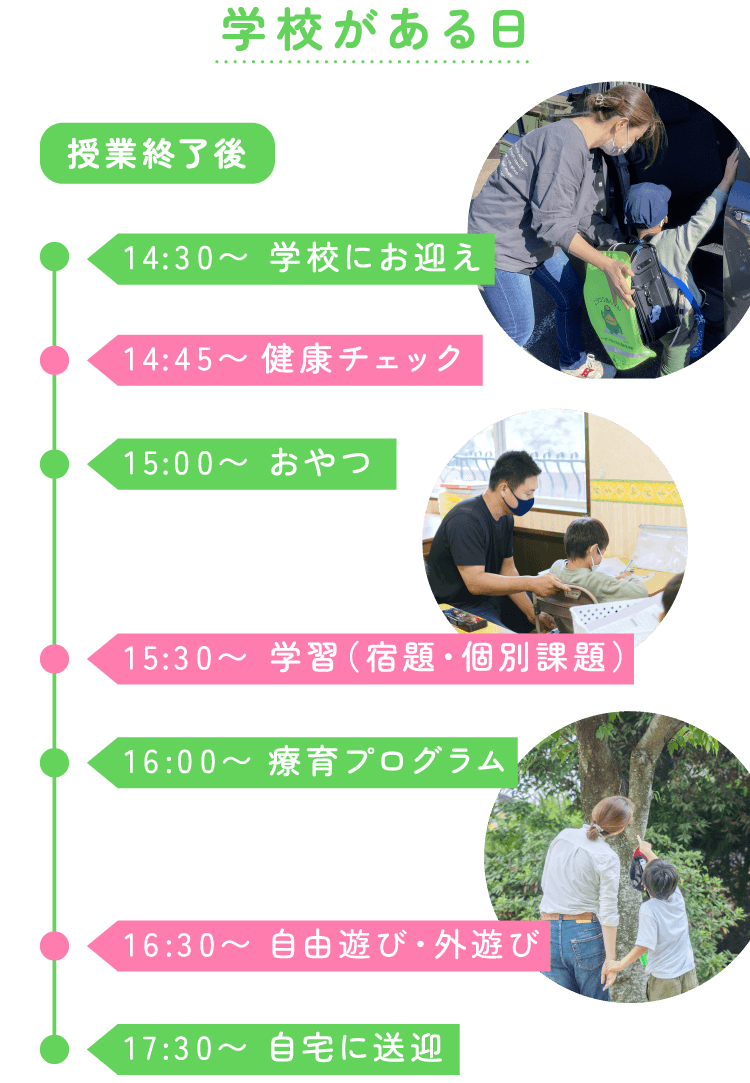 学校がある日
授業終了後
14:30〜 学校にお迎え
14:45〜 健康チェック
15:00〜 おやつ
15:30〜 学習(宿題・個別課題)
16:00〜 療育プログラム
16:30〜 自由遊び・外遊び
17:30〜 自宅に送迎